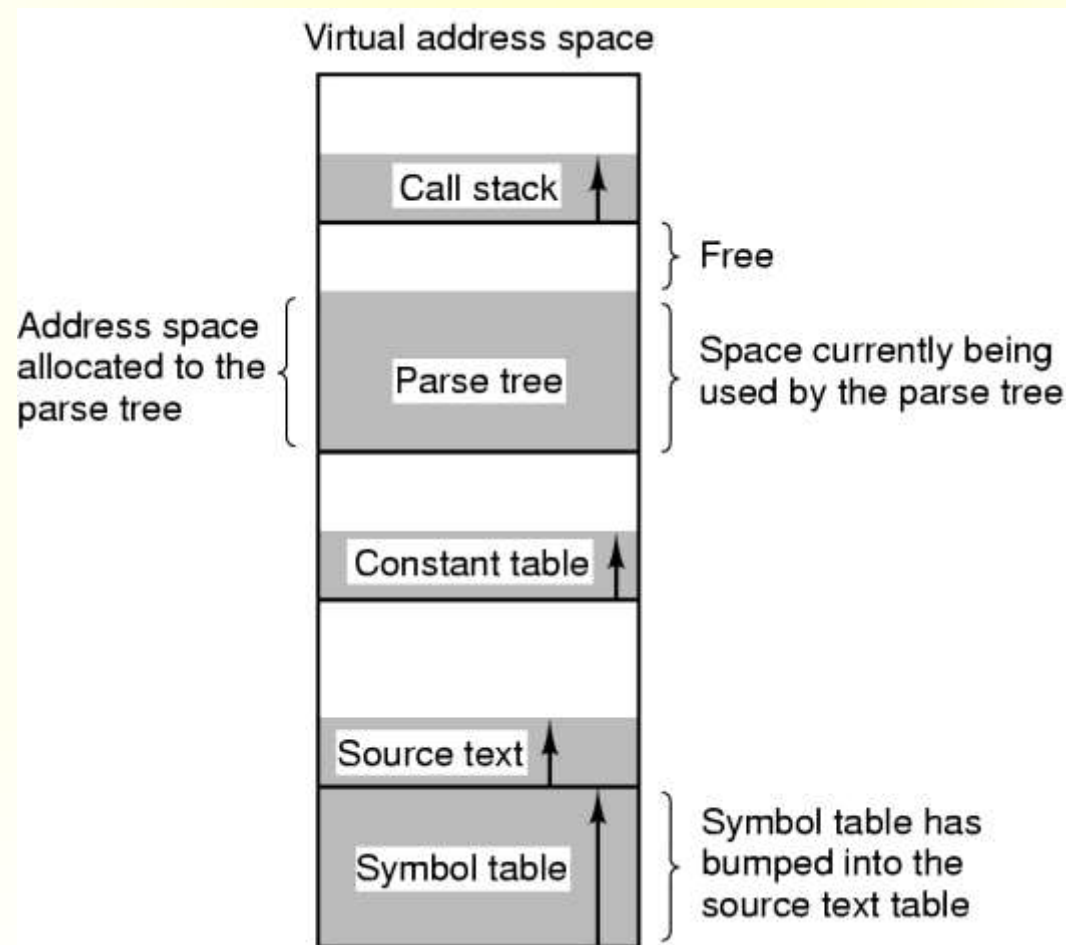 Virtual address space
Call stack
Free
Address space
allocated to the
parse tree
Parse tree
Space currently being
used by the parse tree
Constant table
Source text
Symbol table
Symbol table has
bumped into the
source text table